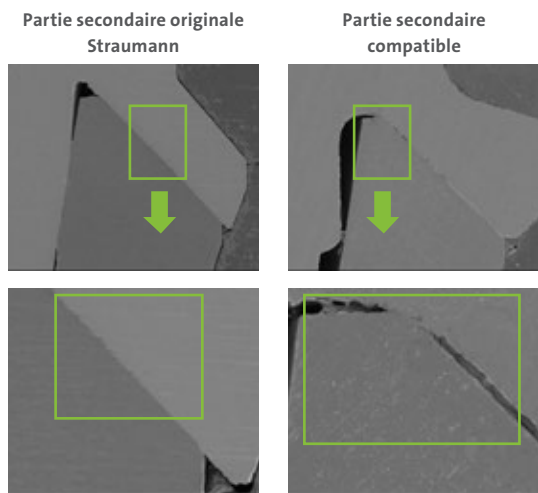 Partie secondaire originale
Straumann
Partie secondaire
compatible